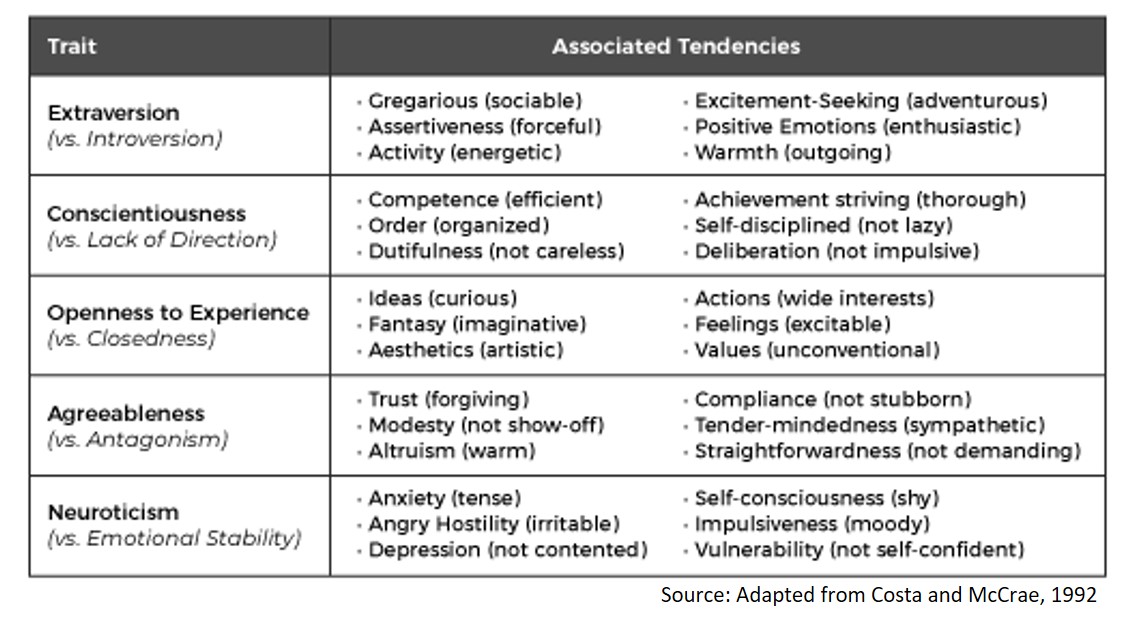 Trait Associated Tendencies
Extraversion
(vs. Introversion)
· Gregarious (sociable)
· Assertiveness (forceful)
· Activity (energetic)
· Excitement-Seeking (adventurous)
· Positive Emotions (enthusiastic)
· Warmth (outgoing)
Conscientiousness
(vs. Lack of Direction)
· Competence (efficient)
· Order (organized)
· Dutifulness (not careless)
· Achievement striving (thorough)
· Self-disciplined (not lazy)
· Deliberation (not impulsive)
Openness to Experience
(vs. Closedness)
· Ideas (curious)
· Fantasy (imaginative)
· Aesthetics (artistic)
· Actions (wide interests)
· Feelings (excitable)
· Values (unconventional)
Agreeableness
(vs. Antagonism)
· Trust (forgiving)
· Modesty (not show-off)
· Altruism (warm)
· Compliance (not stubborn)
· Tender-mindedness (sympathetic)
· Straightforwardness (not demanding)
Neuroticism
(vs. Emotional Stability)
· Anxiety (tense)
· Angry Hostility (irritable)
· Depression (not contented)
· Self-consciousness (shy)
· Impulsiveness (moody)
· Vulnerability (not self-confident)
Source: Adapted from Costa and McCrae, 1992